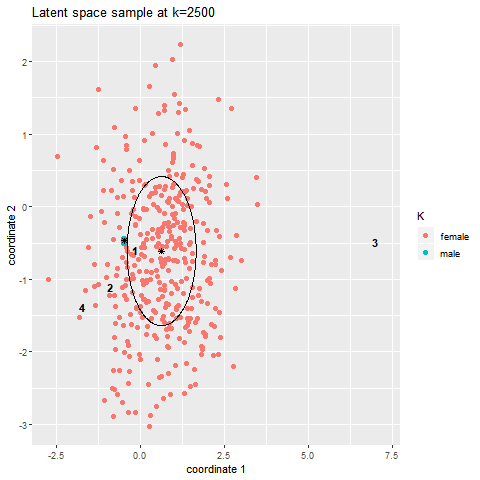 Latent space sample at k=2500
2
1
0
-1
-2
-3
-2.5
0.0
2.5
5.0
7.5
coordinate 1
coordinate 2
1
2
3
4
K
female
male